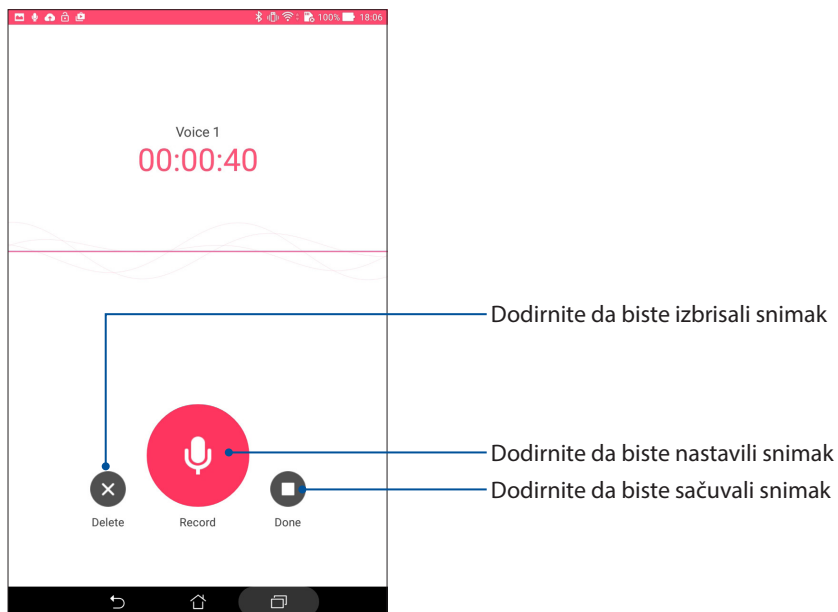 100% 18:06
Voice 1
00:00:40
Dodirnite da biste izbrisali snimak
Dodirnite da biste nastavili snimak
Dodirnite da biste sačuvali snimak
Delete Record Done